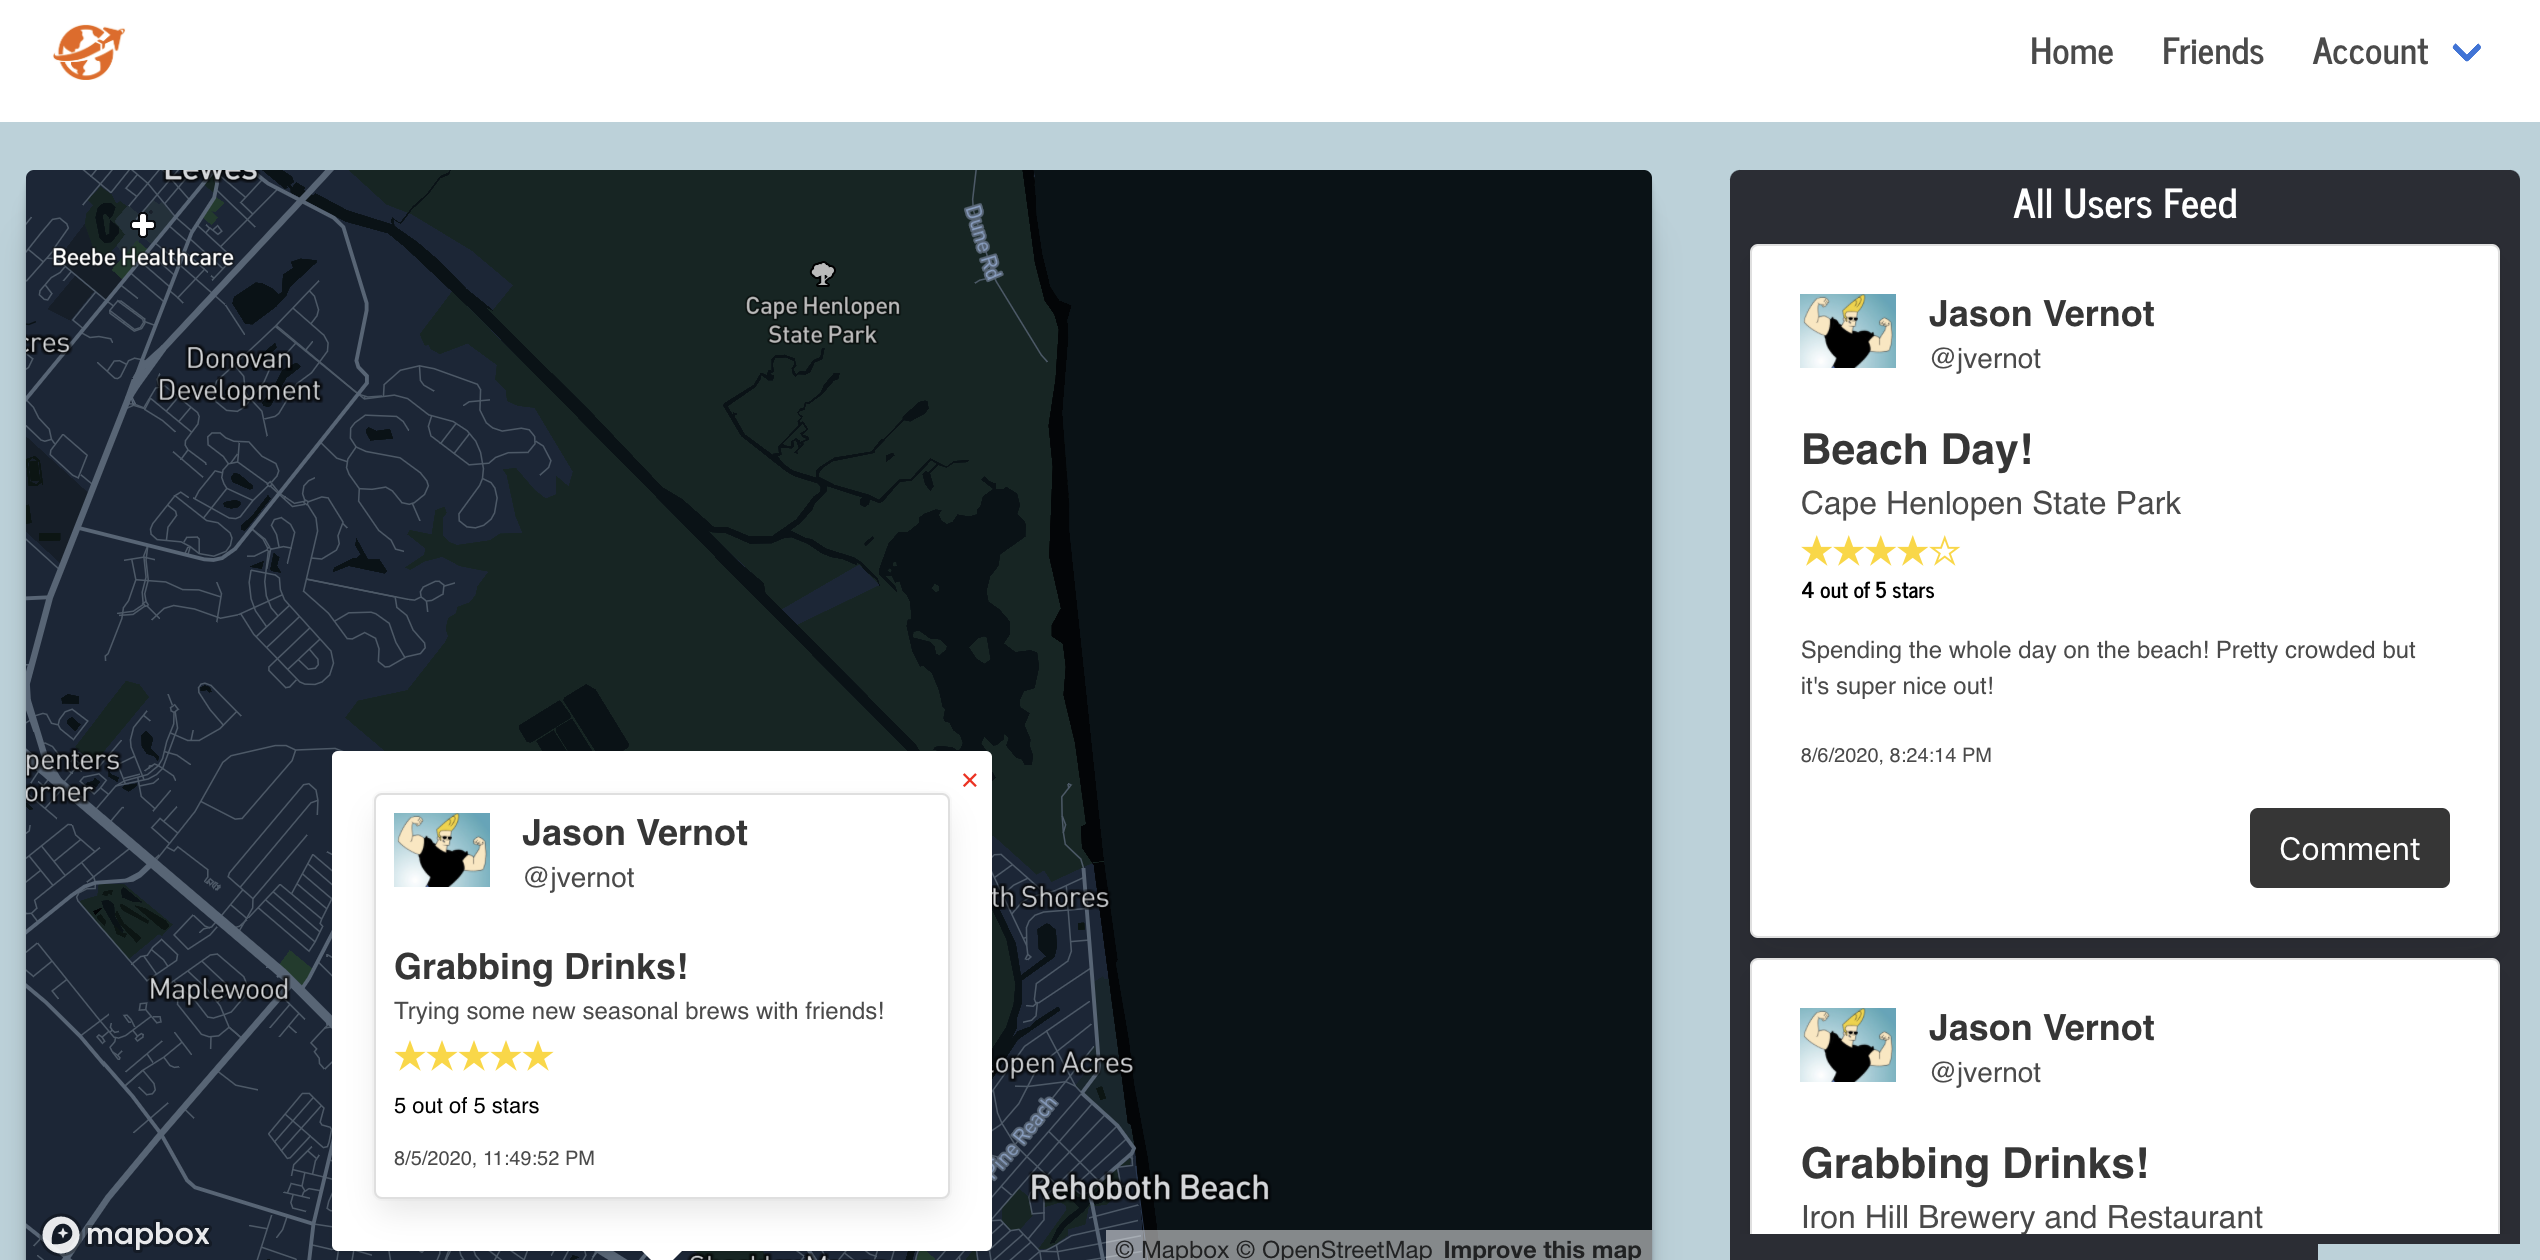 Home Friends Account
Lewes
Beebe Healthcare
cres
Donovan
Development
Cape Henlopen
State Park
Dune Rd
penters
orner
Maplewood
th Shores
lopen Acres
Pine Reach
Rehoboth Beach
Jason Vernot
@jvernot
Grabbing Drinks!
Trying some new seasonal brews with friends!
5 out of 5 stars
8/5/2020, 11:49:52 PM
mapbox
© Mapbox © OpenStreetMap Improve this map
All Users Feed
Jason Vernot
@jvernot
Beach Day!
Cape Henlopen State Park
4 out of 5 stars
Spending the whole day on the beach! Pretty crowded but
it's super nice out!
8/6/2020, 8:24:14 PM
Comment
Jason Vernot
@jvernot
Grabbing Drinks!
Iron Hill Brewery and Restaurant